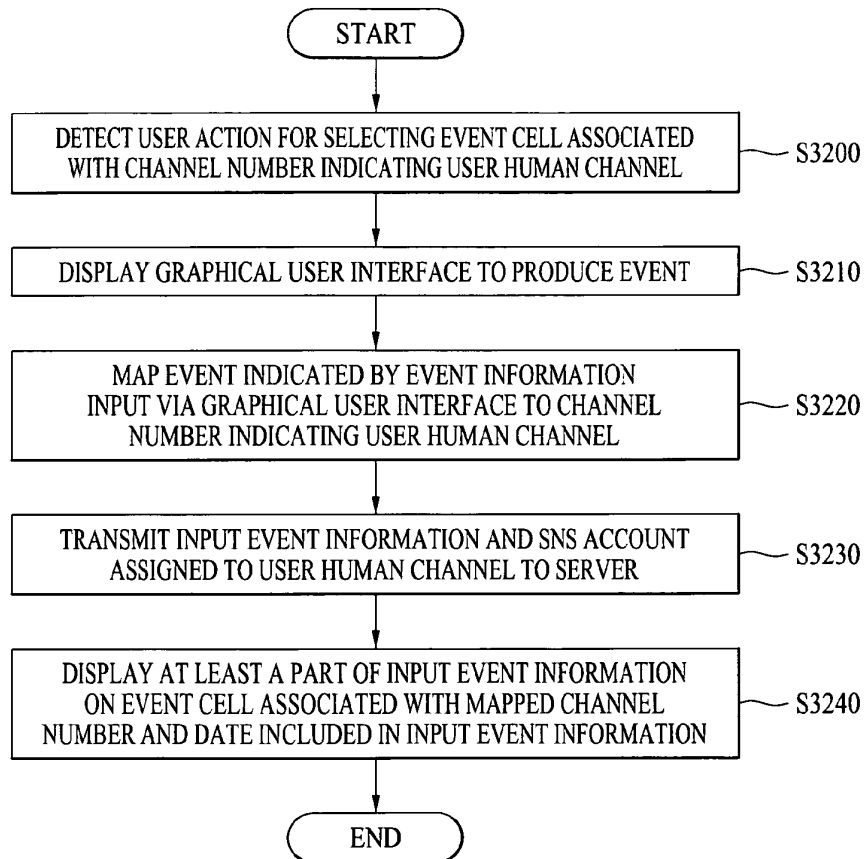 START
DETECT USER ACTION FOR SELECTING EVENT CELL ASSOCIATED
WITH CHANNEL NUMBER INDICATING USER HUMAN CHANNEL
S3200
DISPLAY GRAPHICAL USER INTERFACE TO PRODUCE EVENT
S3210
MAP EVENT INDICATED BY EVENT INFORMATION
INPUT VIA GRAPHICAL USER INTERFACE TO CHANNEL
NUMBER INDICATING USER HUMAN CHANNEL
S3220
TRANSMIT INPUT EVENT INFORMATION AND SNS ACCOUNT
ASSIGNED TO USER HUMAN CHANNEL TO SERVER
S3230
DISPLAY AT LEAST A PART OF INPUT EVENT INFORMATION
ON EVENT CELL ASSOCIATED WITH MAPPED CHANNEL
NUMBER AND DATE INCLUDED IN INPUT EVENT INFORMATION
S3240
END